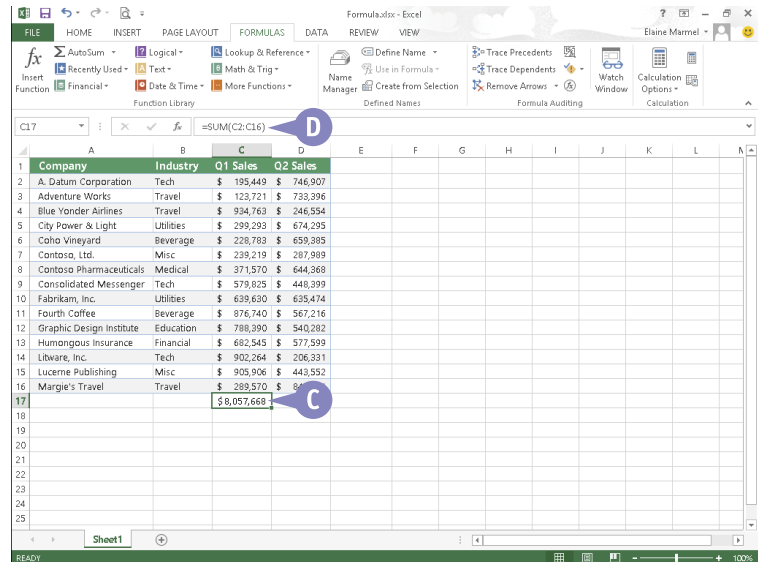 Formula.xlsx - Excel
FILE HOME INSERT PAGE LAYOUT FORMULAS DATA REVIEW VIEW Elaine Marmel
fx Insert Function
Σ AutoSum
Recently Used
Financial
Logical
Text
Date & Time
Lookup & Reference
Math & Trig
More Functions
Function Library
Name Manager
Define Name
Use in Formula
Create from Selection
Defined Names
Trace Precedents
Trace Dependents
Remove Arrows
Formula Auditing
Watch Window
Calculation Options
Calculation
C17 fx =SUM(C2:C16) D
A B C D E F G H I J K L
1 Company Industry Q1 Sales Q2 Sales
2 A. Datum Corporation Tech $ 195,449 $ 746,907
3 Adventure Works Travel $ 123,721 $ 733,396
4 Blue Yonder Airlines Travel $ 934,763 $ 246,554
5 City Power & Light Utilities $ 299,293 $ 674,295
6 Coho Vineyard Beverage $ 228,783 $ 659,385
7 Contoso, Ltd. Misc $ 239,219 $ 287,989
8 Contoso Pharmaceuticals Medical $ 371,570 $ 644,368
9 Consolidated Messenger Tech $ 579,825 $ 448,399
10 Fabrikam, Inc. Utilities $ 639,630 $ 635,474
11 Fourth Coffee Beverage $ 876,740 $ 567,216
12 Graphic Design Institute Education $ 788,390 $ 540,282
13 Humongous Insurance Financial $ 682,545 $ 577,599
14 Litware, Inc. Tech $ 902,264 $ 206,331
15 Lucerne Publishing Misc $ 905,906 $ 443,552
16 Margie's Travel Travel $ 289,570 $
17 $8,057,668 C
18
19
20
21
22
23
24
25
Sheet1
READY 100%